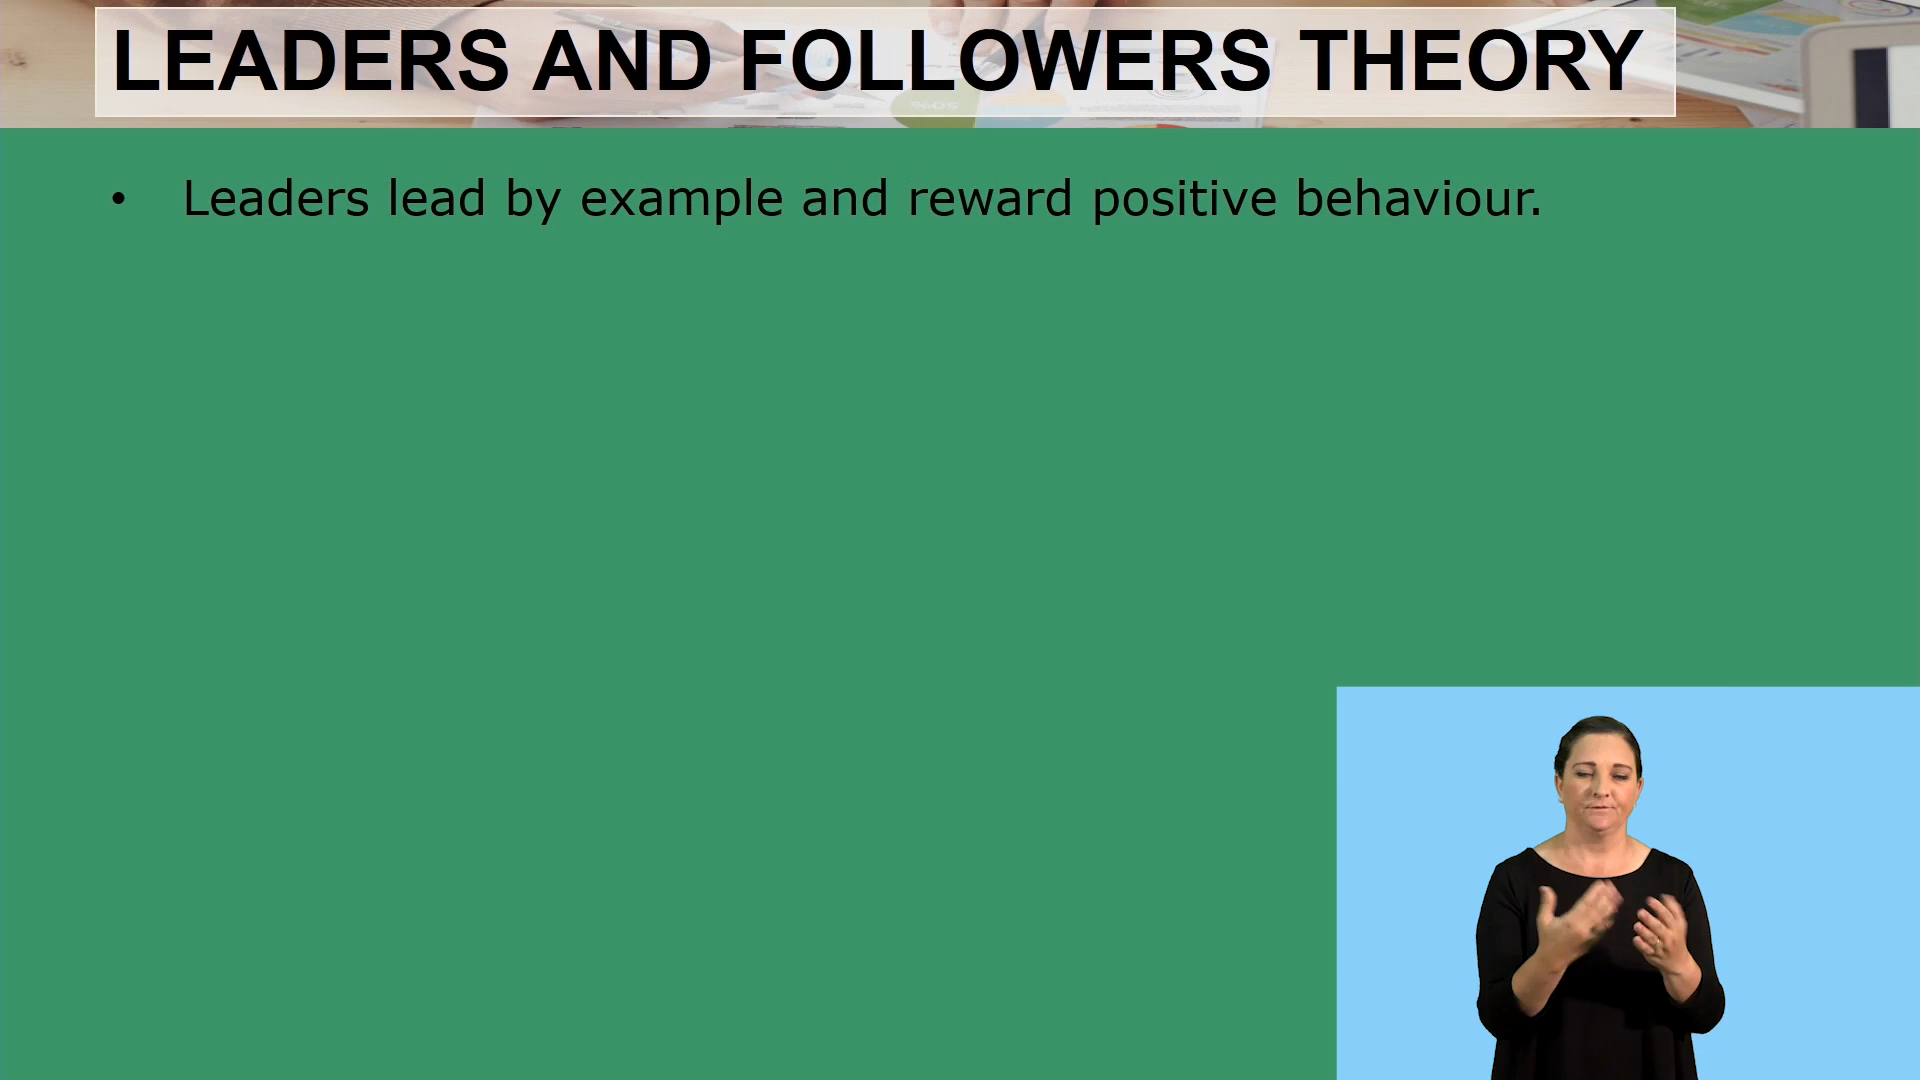 LEADERS AND FOLLOWERS THEORY
• Leaders lead by example and reward positive behaviour.